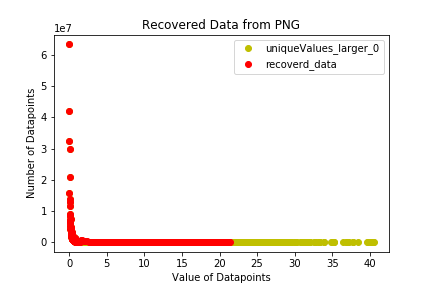 Recovered Data from PNG
1e7
uniqueValues_larger_0
recoverd_data
6
5
4
3
2
1
0
Number of Datapoints
0 5 10 15 20 25 30 35 40
Value of Datapoints